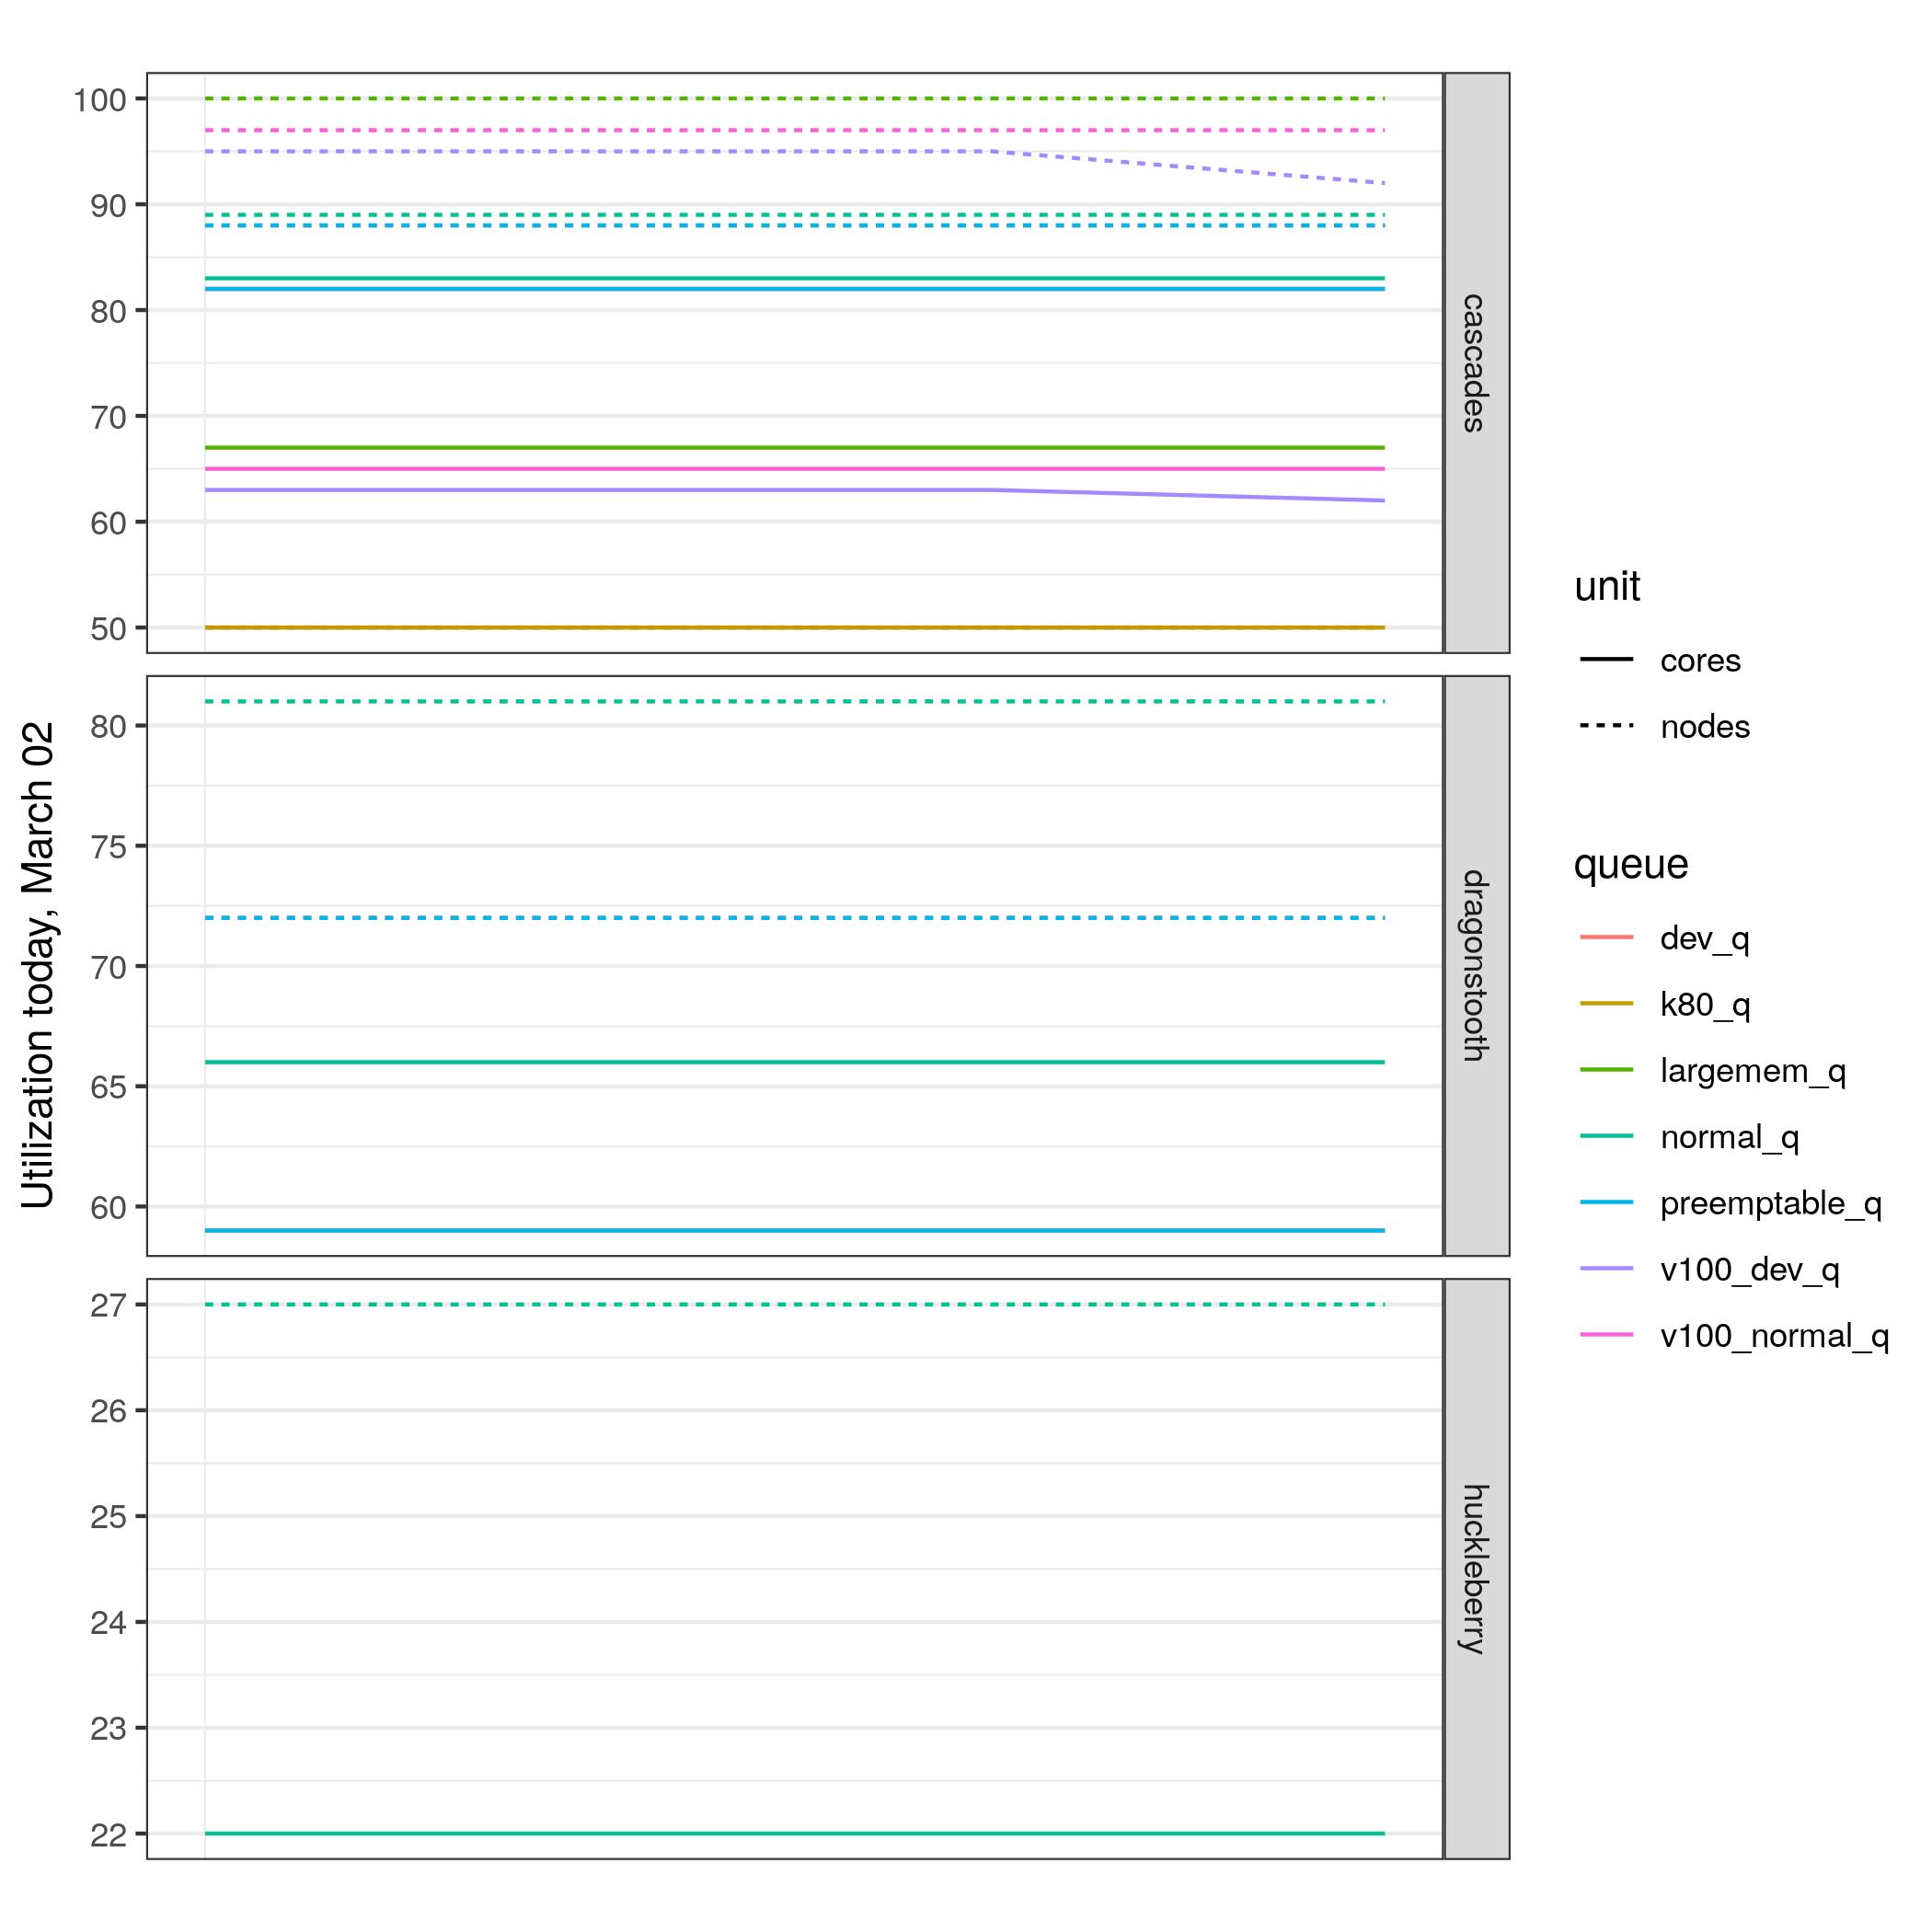 Utilization today, March 02
100
90
80
70
60
50
cascades
80
75
70
65
60
dragonstooth
27
26
25
24
23
22
huckleberry
unit
cores
nodes
queue
dev_q
k80_q
largemem_q
normal_q
preemptable_q
v100_dev_q
v100_normal_q